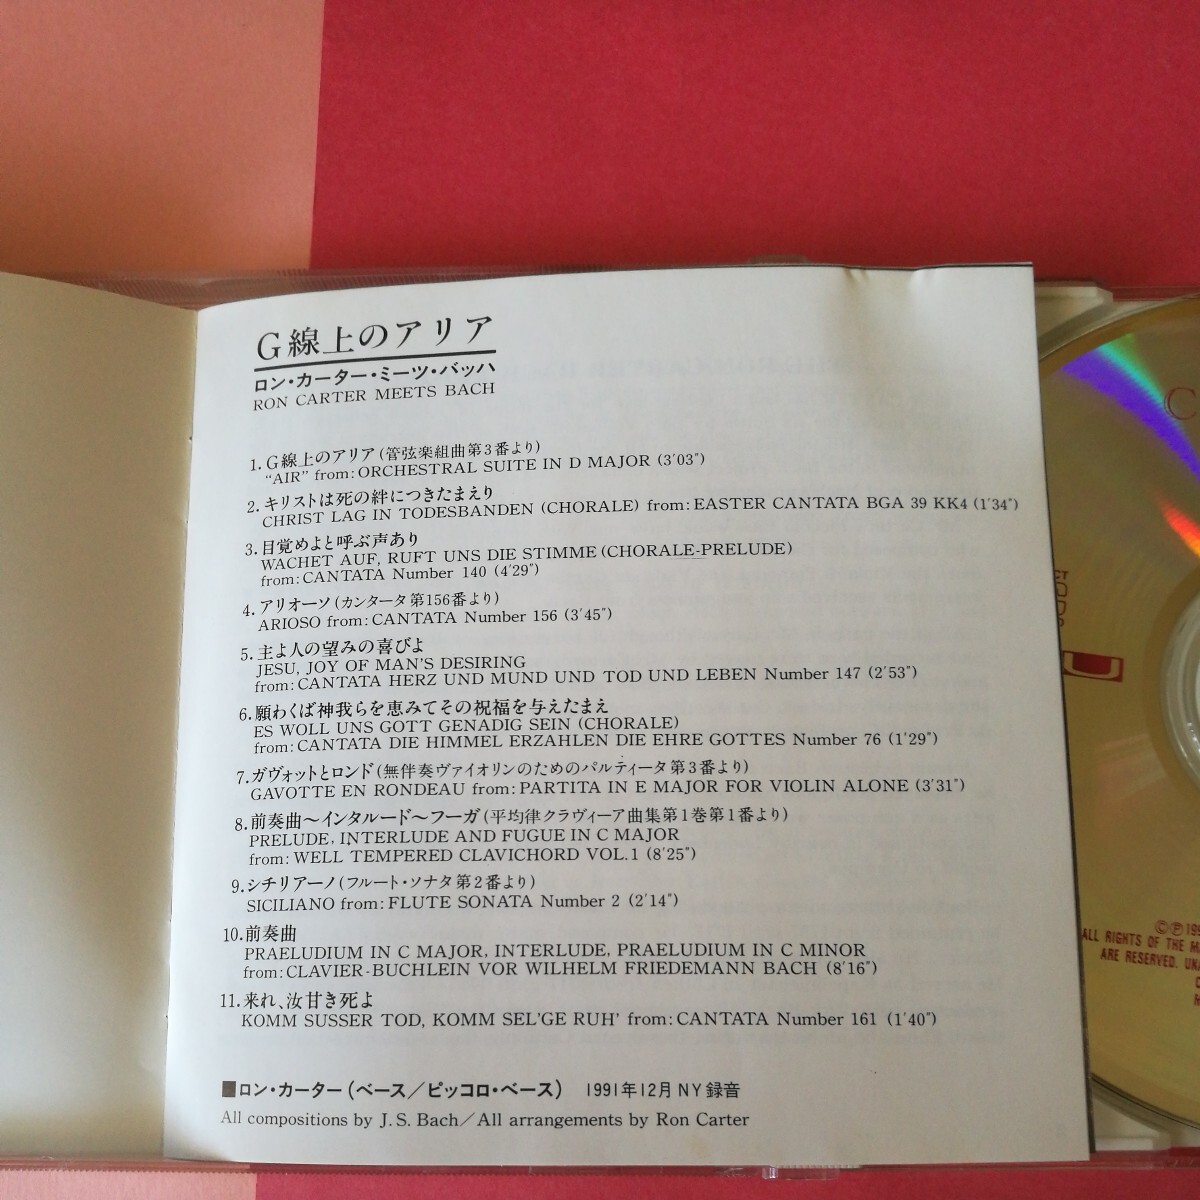 G線上のアリア
ロン・カーター・ミーツ・バッハ
RON CARTER MEETS BACH
1. G線上のアリア(管弦楽組曲第3番より)
"AIR" from: ORCHESTRAL SUITE IN D MAJOR (3'03")
2. キリストは死の絆につきたまえり
CHRIST LAG IN TODESBANDEN (CHORALE) from: EASTER CANTATA BGA 39 KK4 (1'34")
3. 目覚めよと呼ぶ声あり
WACHET AUF, RUFT UNS DIE STIMME (CHORALE-PRELUDE)
from: CANTATA Number 140 (4'29")
4. アリオーソ(カンタータ第156番より)
ARIOSO from: CANTATA Number 156 (3'45")
5. 主よ人の望みの喜びよ
JESU, JOY OF MAN'S DESIRING
from: CANTATA HERZ UND MUND UND TOD UND LEBEN Number 147 (2'53")
6. 願わくば神我らを恵みてその祝福を与えたまえ
ES WOLL UNS GOTT GENADIG SEIN (CHORALE)
from: CANTATA DIE HIMMEL ERZAHLEN DIE EHRE GOTTES Number 76 (1'29")
7. ガヴォットとロンド(無伴奏ヴァイオリンのためのパルティータ第3番より)
GAVOTTE EN RONDEAU from: PARTITA IN E MAJOR FOR VIOLIN ALONE (3'31")
8. 前奏曲〜インタルード〜フーガ(平均律クラヴィーア曲集第1巻第1番より)
PRELUDE, INTERLUDE AND FUGUE IN C MAJOR
from: WELL TEMPERED CLAVICHORD VOL.1 (8'25")
9. シチリアーノ(フルート・ソナタ第2番より)
SICILIANO from: FLUTE SONATA Number 2 (2'14")
10. 前奏曲
PRAELUDIUM IN C MAJOR, INTERLUDE, PRAELUDIUM IN C MINOR
from: CLAVIER-BUCHLEIN VOR WILHELM FRIEDEMANN BACH (8'16")
11. 来れ、汝甘き死よ
KOMM SUSSER TOD, KOMM SEL'GE RUH' from: CANTATA Number 161 (1'40")
■ロン・カーター(ベース/ピッコロ・ベース) 1991年12月 NY 録音
All compositions by J. S. Bach/All arrangements by Ron Carter
C
CT
©℗199
ALL RIGHTS OF THE M
ARE RESERVED. UNA